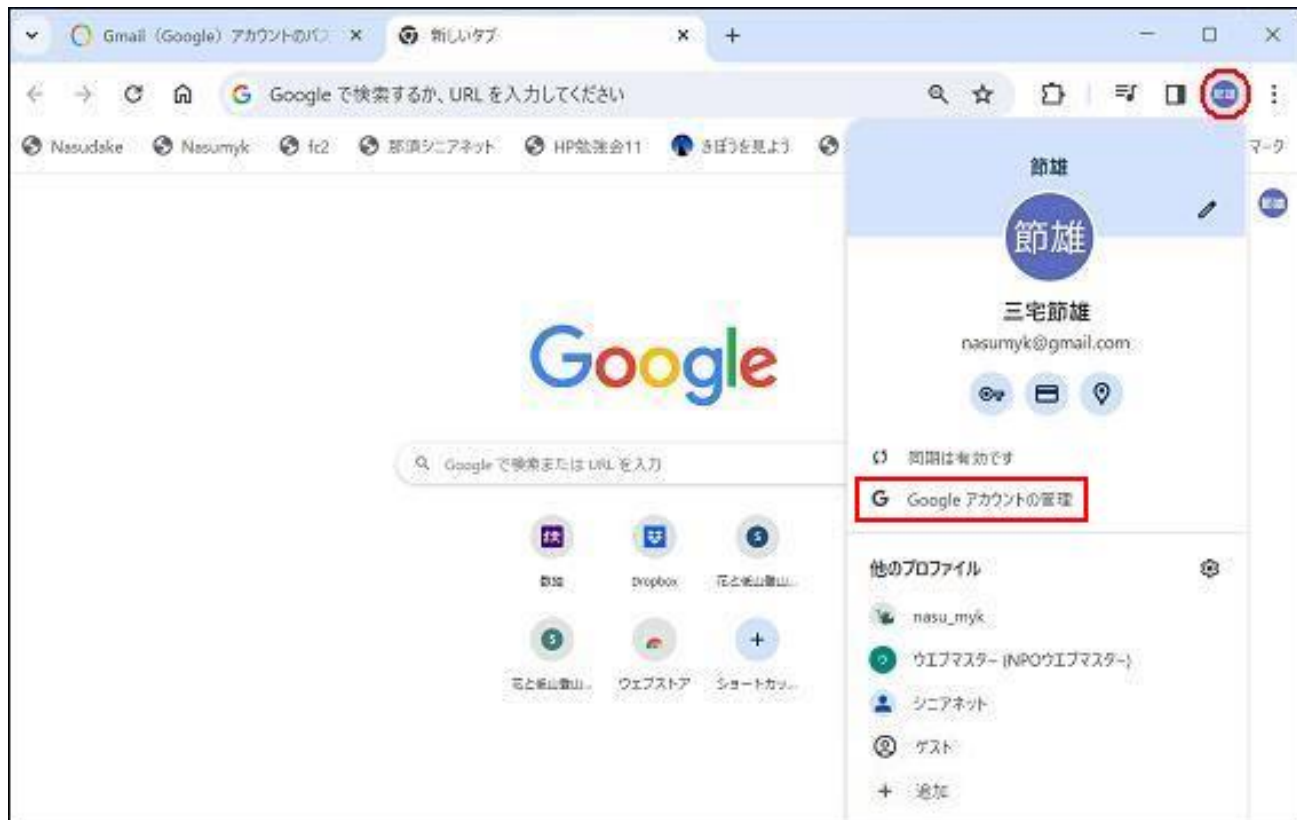 Gmail（Google）アカウントのパス
新しいタブ
Google で検索するか、URL を入力してください
節雄
Nasudake
Nasumyk
fc2
那須シニアネット
HP勉強会11
きぼうを見よう
マーク
節雄
節雄
節雄
三宅節雄
nasumyk@gmail.com
Google
同期は有効です
Google で検索または URL を入力
Google アカウントの管理
Dropbox
花と低山登山...
他のプロファイル
nasu_myk
ウエブマスター (NPOウエブマスター)
花と低山登山...
ウェブストア
ショートカッ...
シニアネット
ゲスト
追加